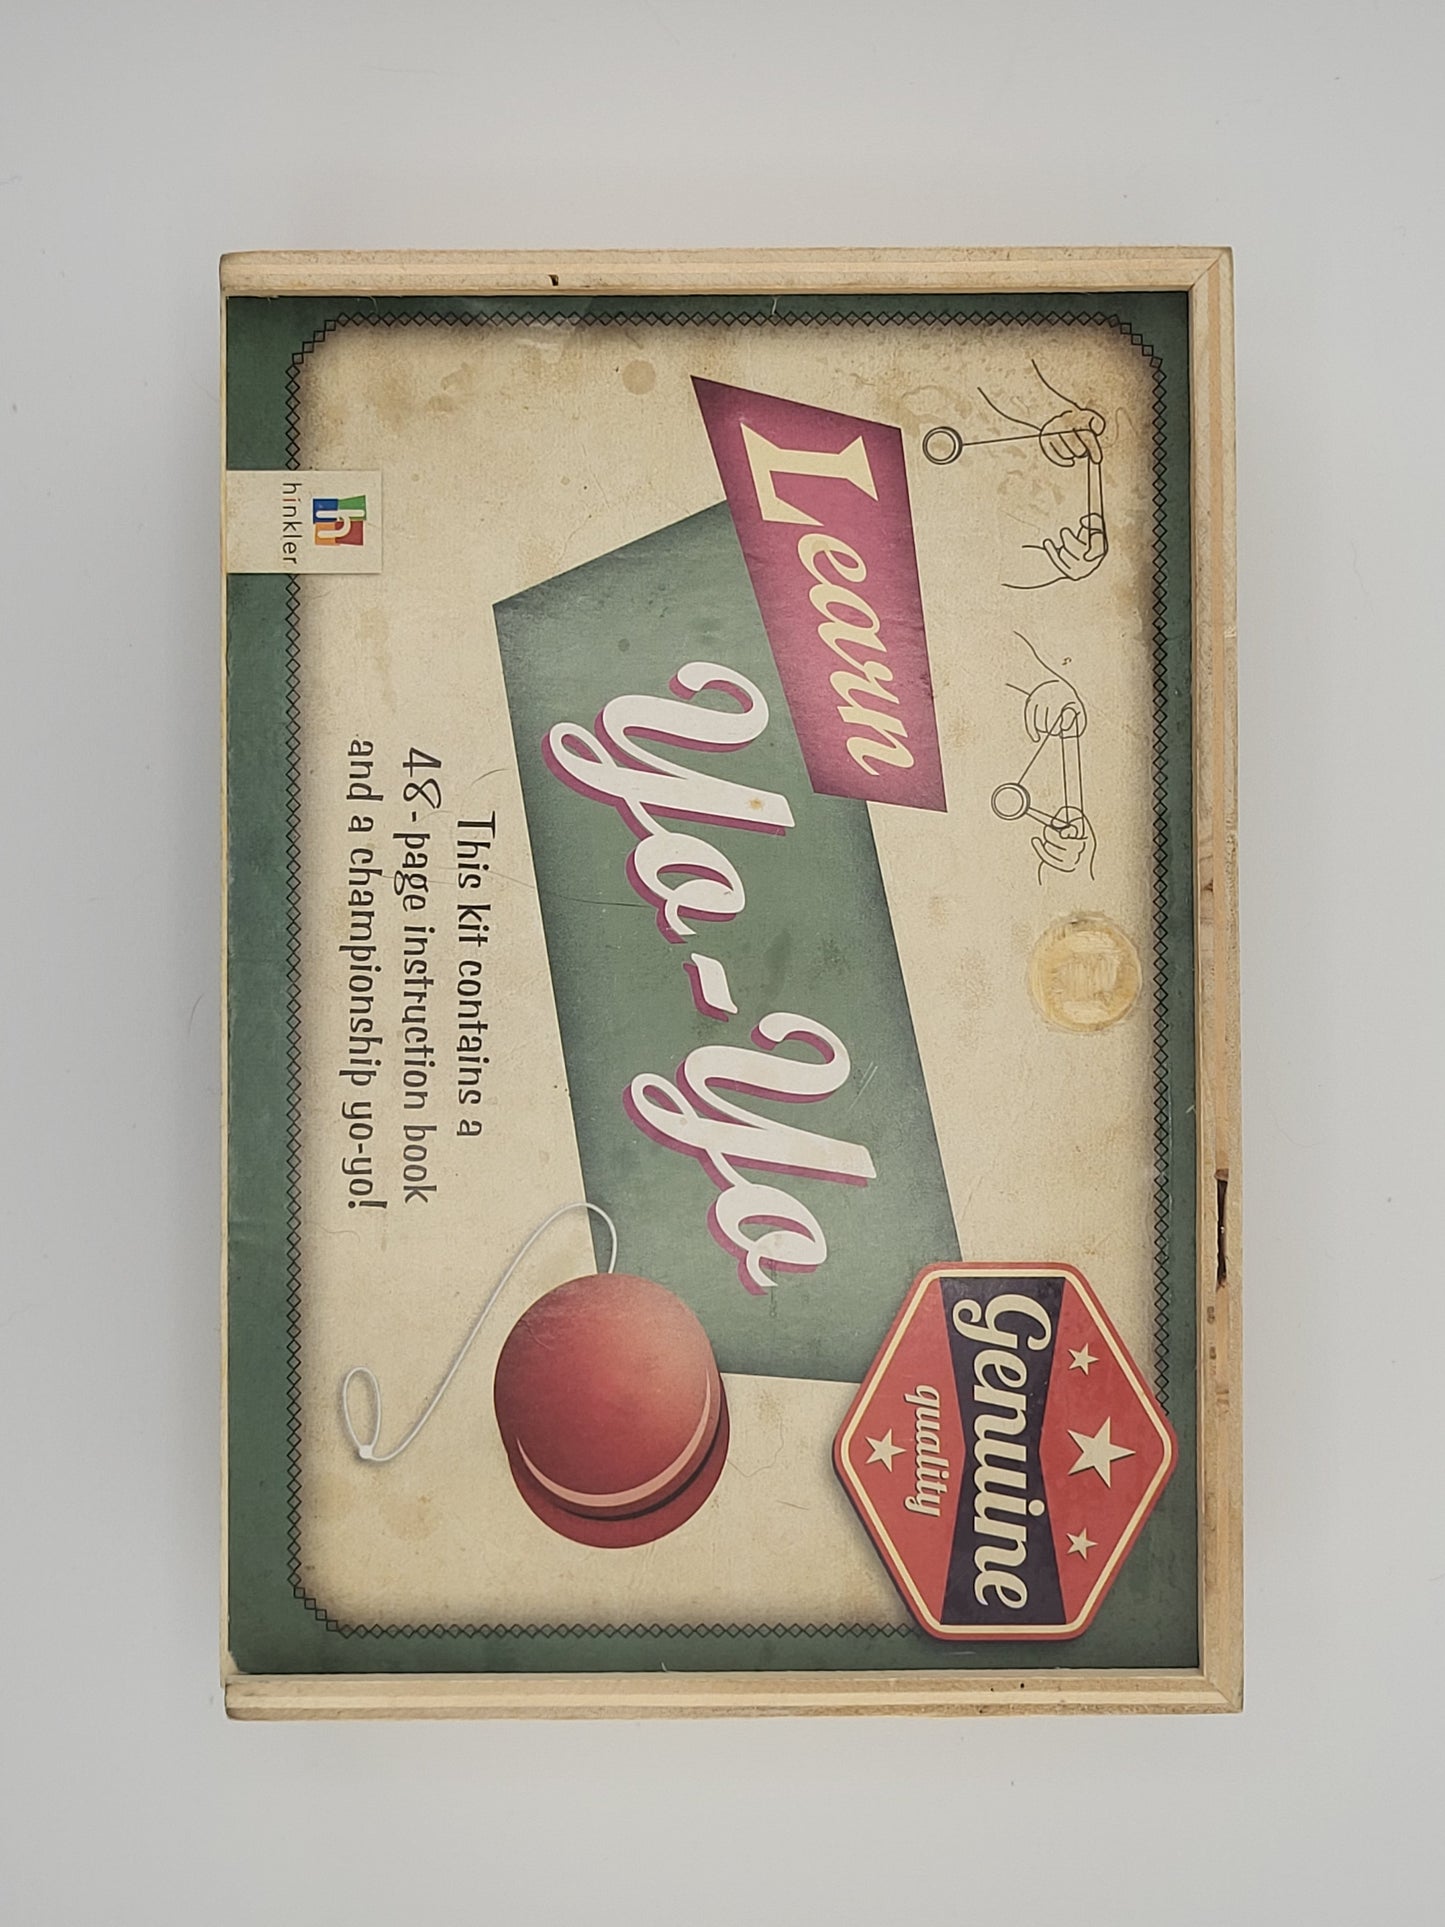 Learn
Yo-Yo
Genuine
quality
This kit contains a
48-page instruction book
and a championship yo-yo!
h
hinkler